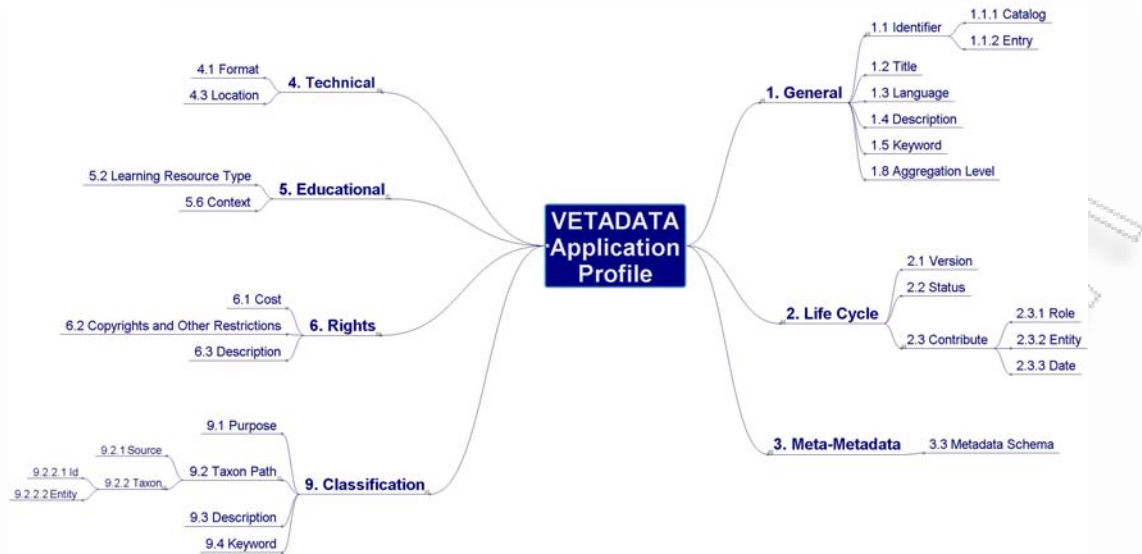 VETADATA
Application
Profile
1. General
1.1 Identifier
1.1.1 Catalog
1.1.2 Entry
1.2 Title
1.3 Language
1.4 Description
1.5 Keyword
1.8 Aggregation Level
2. Life Cycle
2.1 Version
2.2 Status
2.3 Contribute
2.3.1 Role
2.3.2 Entity
2.3.3 Date
3. Meta-Metadata
3.3 Metadata Schema
4. Technical
4.1 Format
4.3 Location
5. Educational
5.2 Learning Resource Type
5.6 Context
6. Rights
6.1 Cost
6.2 Copyrights and Other Restrictions
6.3 Description
9. Classification
9.1 Purpose
9.2 Taxon Path
9.2.1 Source
9.2.2 Taxon
9.2.2.1 Id
9.2.2.2 Entity
9.3 Description
9.4 Keyword